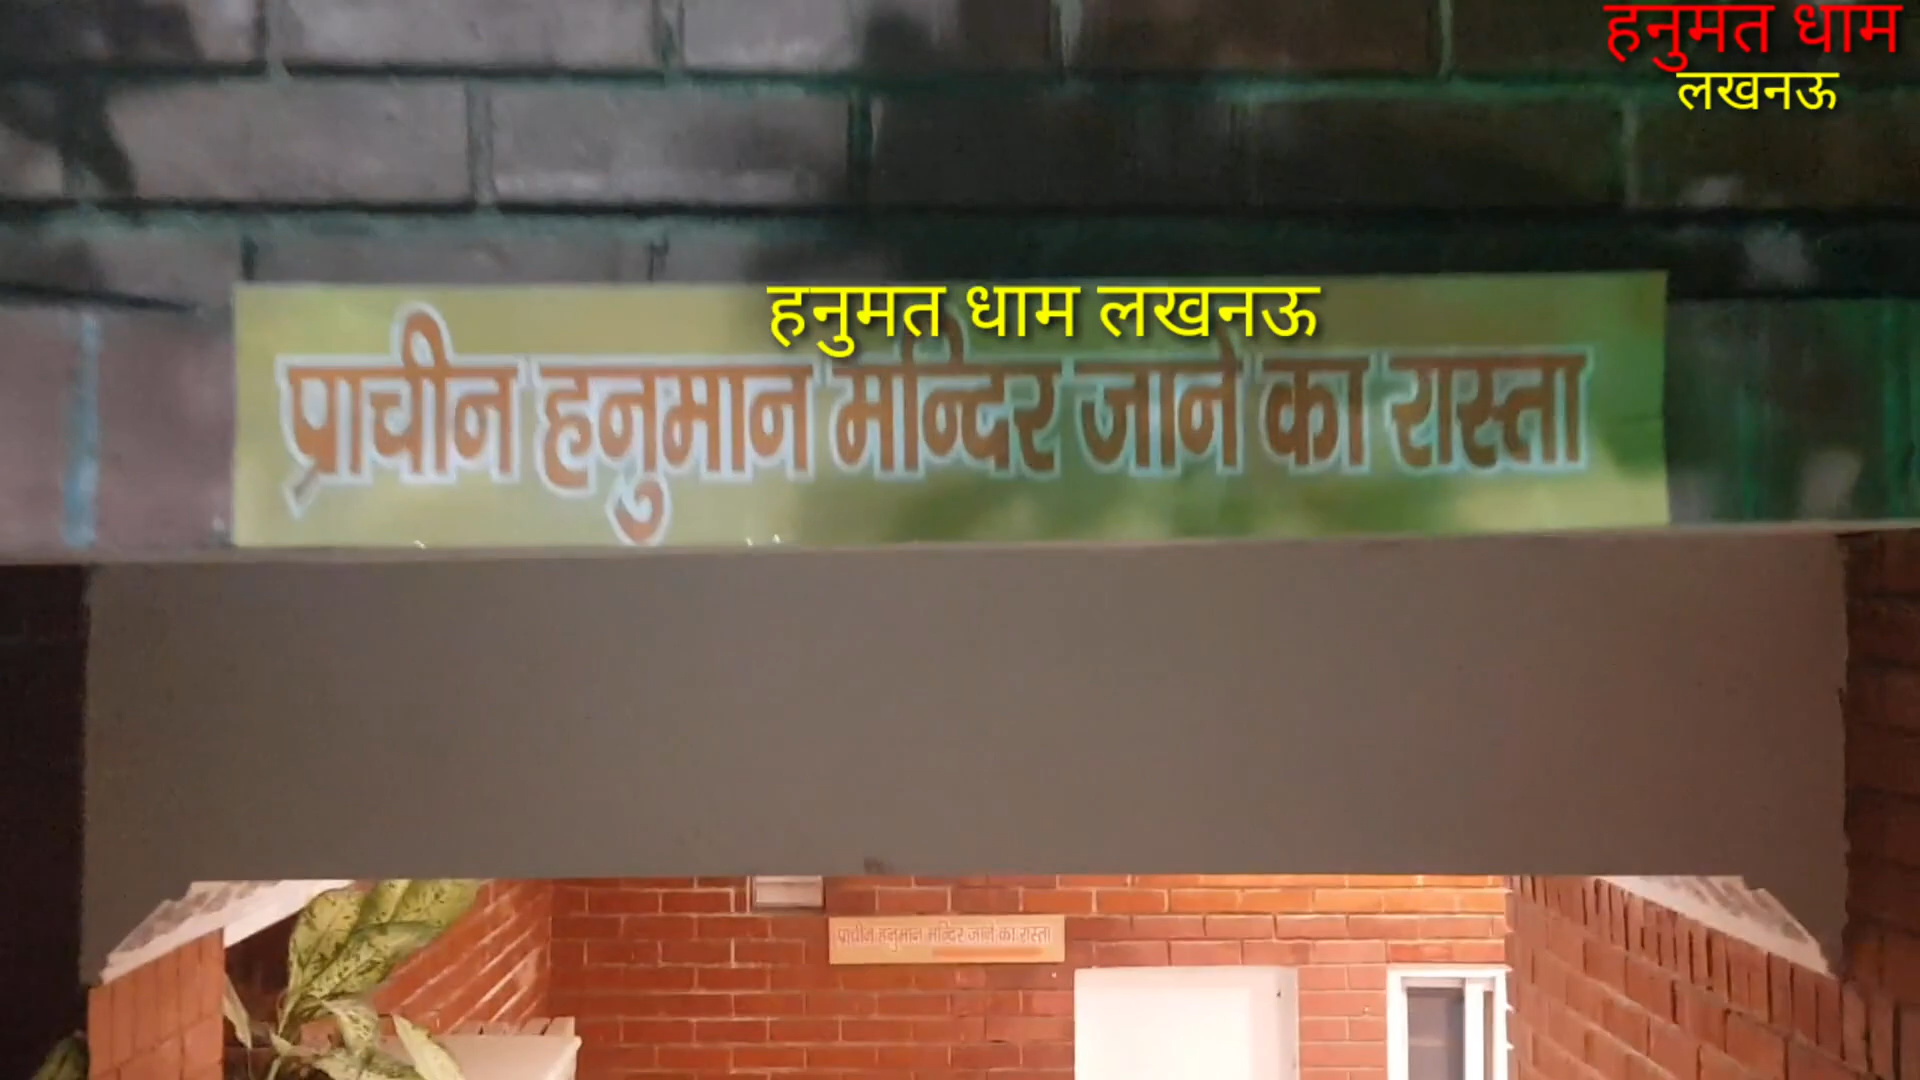 हनुमत धाम
लखनऊ
हनुमत धाम लखनऊ
प्राचीन हनुमान मन्दिर जाने का रास्ता
प्राचीन हनुमान मन्दिर जाने का रास्ता